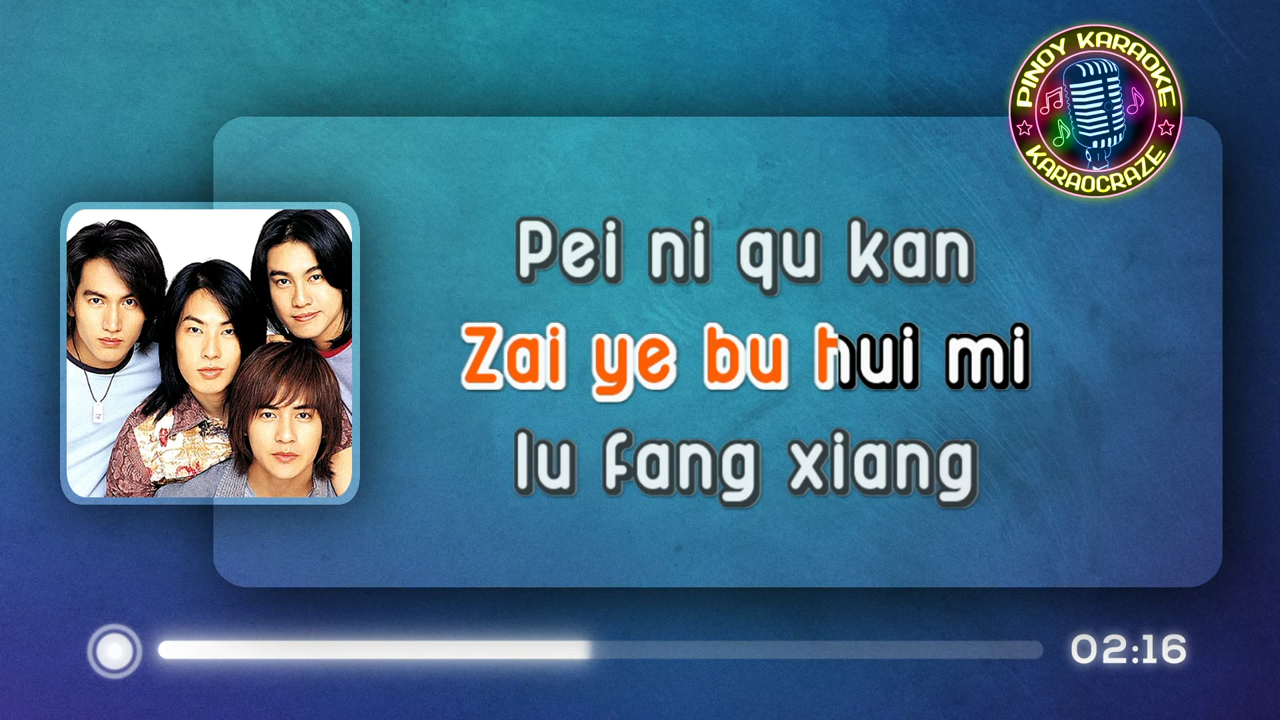 PINOY KARAOKE
KARAOCRAZE
Pei ni qu kan
Zai ye bu hui mi
lu fang xiang
02:16